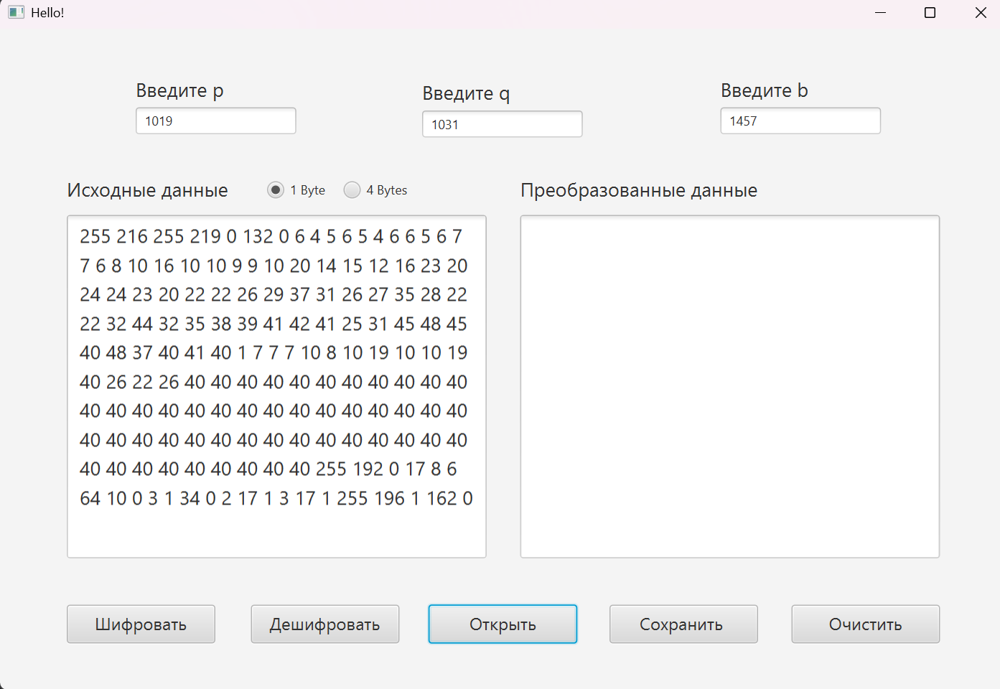 Hello!
Введите p
Введите q
Введите b
1019
1031
1457
Исходные данные
1 Byte
4 Bytes
Преобразованные данные
255 216 255 219 0 132 0 6 4 5 6 5 4 6 6 5 6 7
7 6 8 10 16 10 10 9 9 10 20 14 15 12 16 23 20
24 24 23 20 22 22 26 29 37 31 26 27 35 28 22
22 32 44 32 35 38 39 41 42 41 25 31 45 48 45
40 48 37 40 41 40 1 7 7 7 10 8 10 19 10 10 19
40 26 22 26 40 40 40 40 40 40 40 40 40 40 40
40 40 40 40 40 40 40 40 40 40 40 40 40 40 40
40 40 40 40 40 40 40 40 40 40 40 40 40 40 40
40 40 40 40 40 40 40 40 40 255 192 0 17 8 6
64 10 0 3 1 34 0 2 17 1 3 17 1 255 196 1 162 0
Шифровать
Дешифровать
Открыть
Сохранить
Очистить